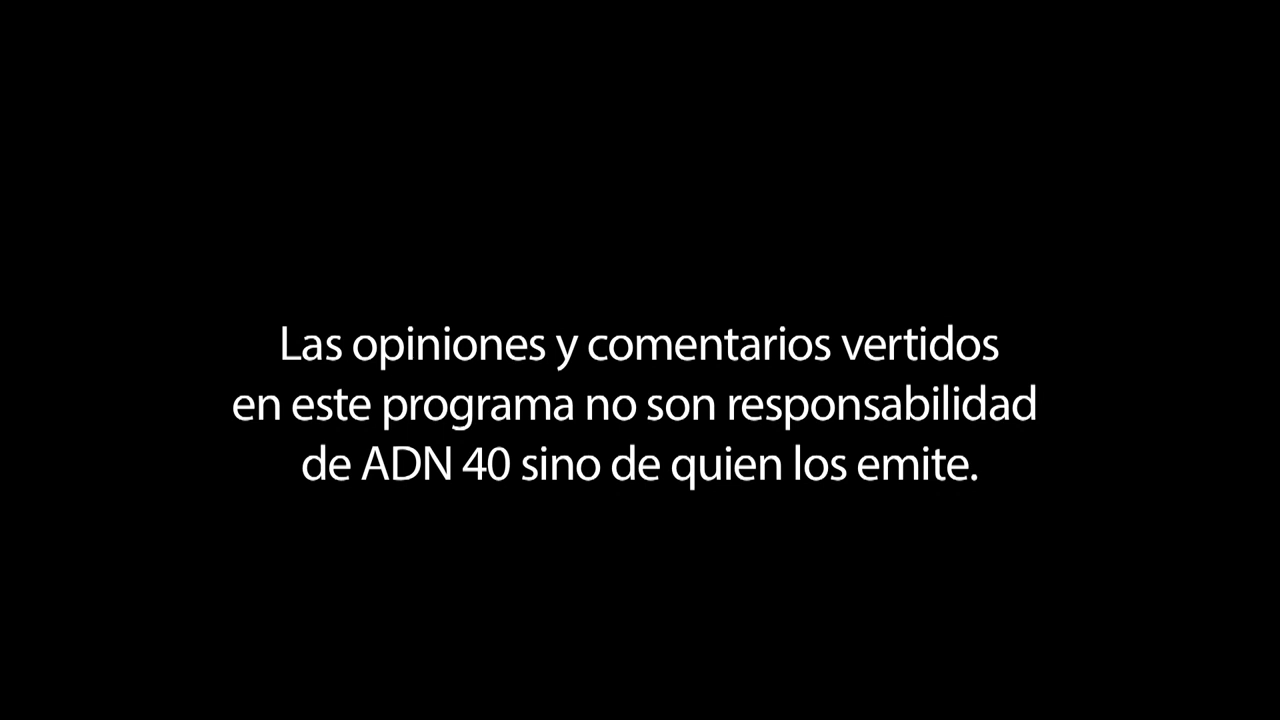 Las opiniones y comentarios vertidos
en este programa no son responsabilidad
de ADN 40 sino de quien los emite.